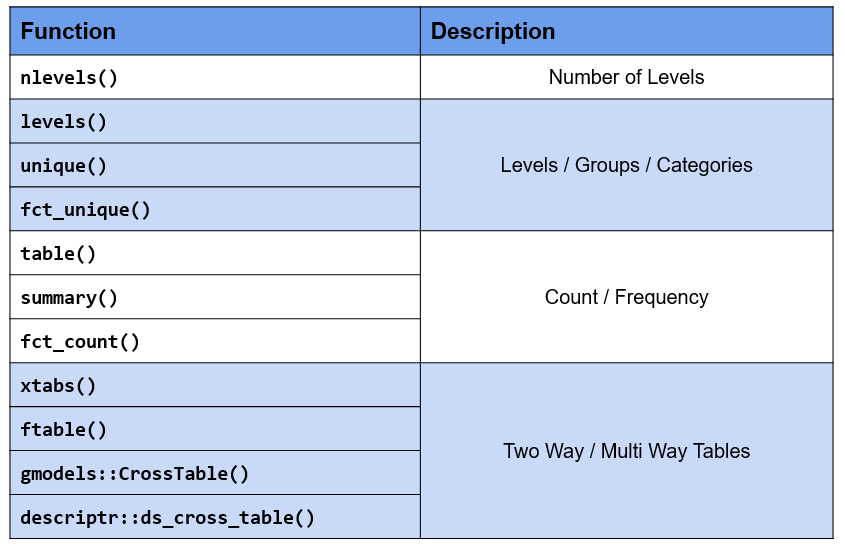 Function Description
nlevels() Number of Levels
levels()
unique() Levels / Groups / Categories
fct_unique()
table()
summary() Count / Frequency
fct_count()
xtabs()
ftable()
Two Way / Multi Way Tables
gmodels::CrossTable()
descriptr::ds_cross_table()